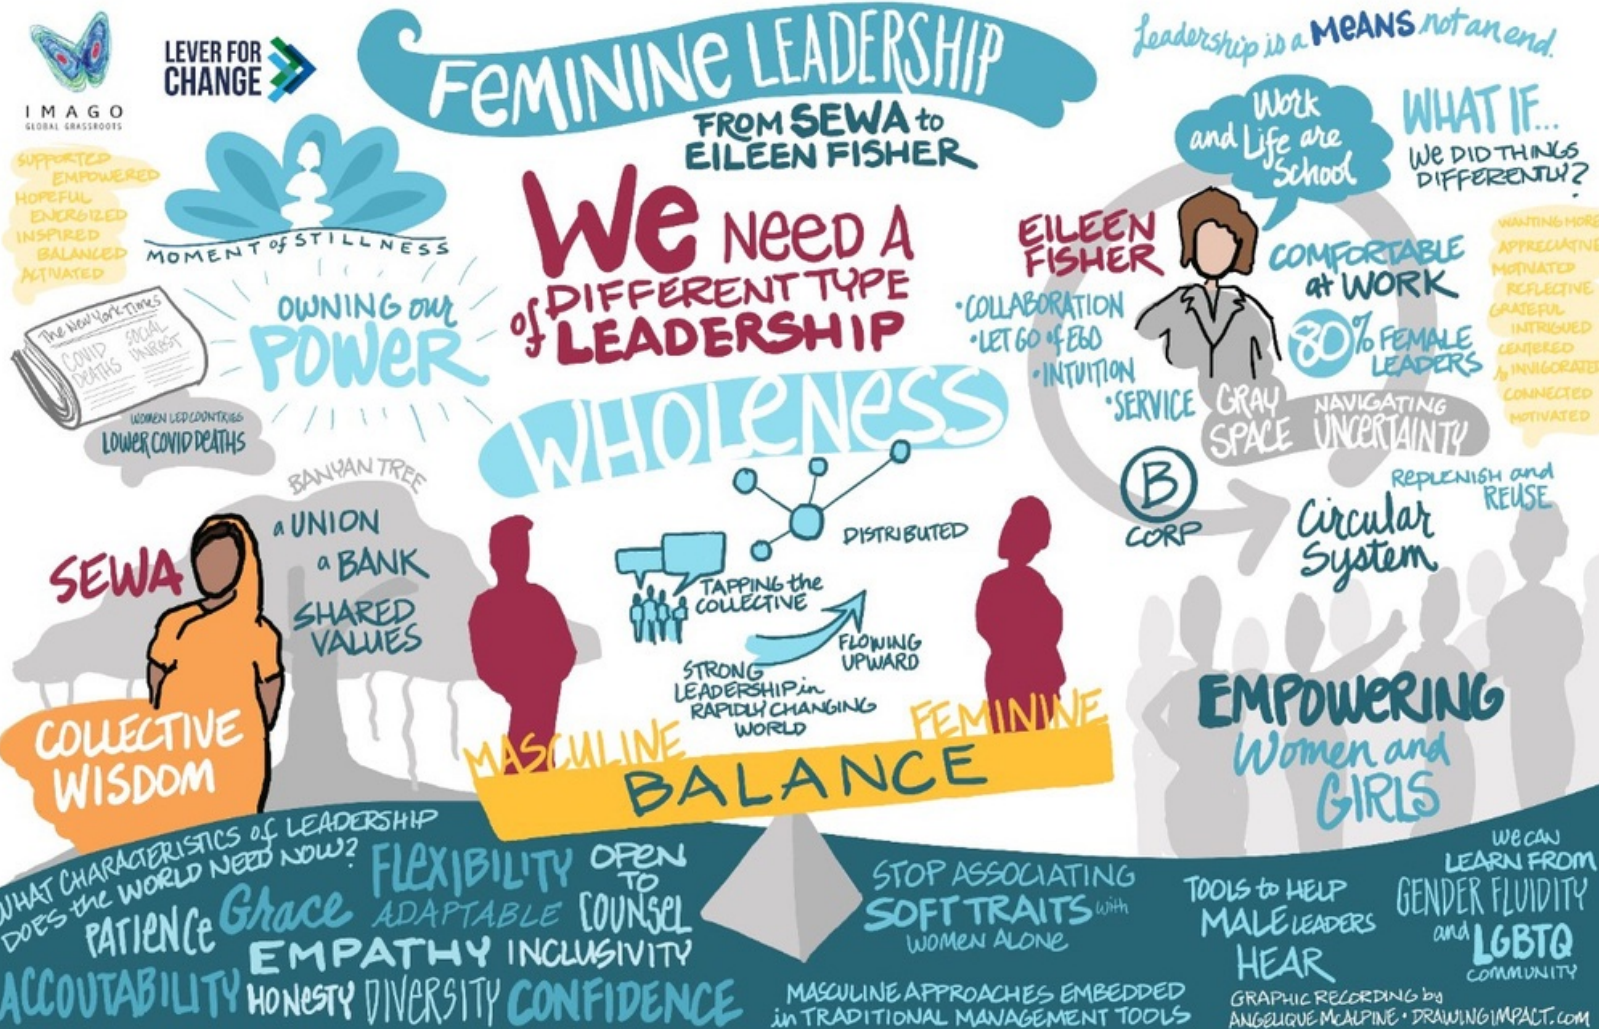 IMAGO
GLOBAL GRASSROOTS
LEVER FOR
CHANGE
FEMININE LEADERSHIP
FROM SEWA to
EILEEN FISHER
Leadership is a MEANS not an end.
SUPPORTED
EMPOWERED
HOPEFUL
ENERGIZED
INSPIRED
BALANCED
ACTIVATED
MOMENT of STILLNESS
OWNING our
POWER
The New York Times
COVID
DEATHS
SOCIAL
UNREST
WOMEN LED COUNTRIES
LOWER COVID DEATHS
We NEED A
DIFFERENT TYPE
of LEADERSHIP
WHOLENESS
Work
and Life are
School
WHAT IF...
We DID THINGS
DIFFERENTLY?
EILEEN
FISHER
•COLLABORATION
•LET GO of EGO
•INTUITION
•SERVICE
COMFORTABLE
at WORK
80% FEMALE
LEADERS
GRAY
SPACE
NAVIGATING
UNCERTAINTY
WANTING MORE
APPRECIATIVE
MOTIVATED
REFLECTIVE
GRATEFUL
INTRIGUED
CENTERED
INVIGORATED
CONNECTED
MOTIVATED
B
CORP
REPLENISH and
REUSE
Circular
System
BANYAN TREE
SEWA
a UNION
a BANK
SHARED
VALUES
COLLECTIVE
WISDOM
DISTRIBUTED
TAPPING the
COLLECTIVE
FLOWING
UPWARD
STRONG
LEADERSHIP in
RAPIDLY CHANGING
WORLD
MASCULINE
FEMININE
BALANCE
EMPOWERING
Women and
GIRLS
WHAT CHARACTERISTICS of LEADERSHIP
DOES the WORLD NEED NOW?
PATIENCE
Grace
FLEXIBILITY
ADAPTABLE
OPEN
TO
COUNSEL
EMPATHY
INCLUSIVITY
ACCOUTABILITY
HONESTY
DIVERSITY
CONFIDENCE
STOP ASSOCIATING
SOFT TRAITS with
WOMEN ALONE
MASCULINE APPROACHES EMBEDDED
in TRADITIONAL MANAGEMENT TOOLS
TOOLS to HELP
MALE LEADERS
HEAR
WE CAN
LEARN FROM
GENDER FLUIDITY
and LGBTQ
COMMUNITY
GRAPHIC RECORDING by
ANGELIQUE MCALPINE • DRAWINGIMPACT.COM